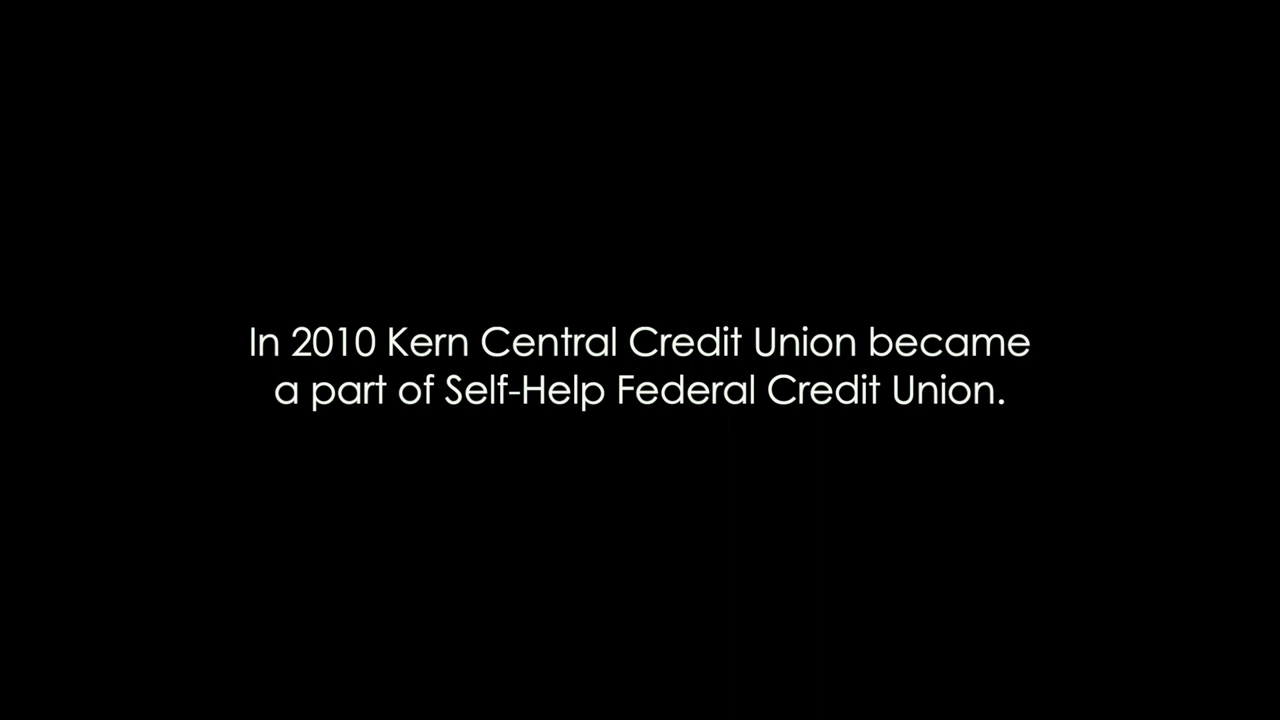 In 2010 Kern Central Credit Union became
a part of Self-Help Federal Credit Union.